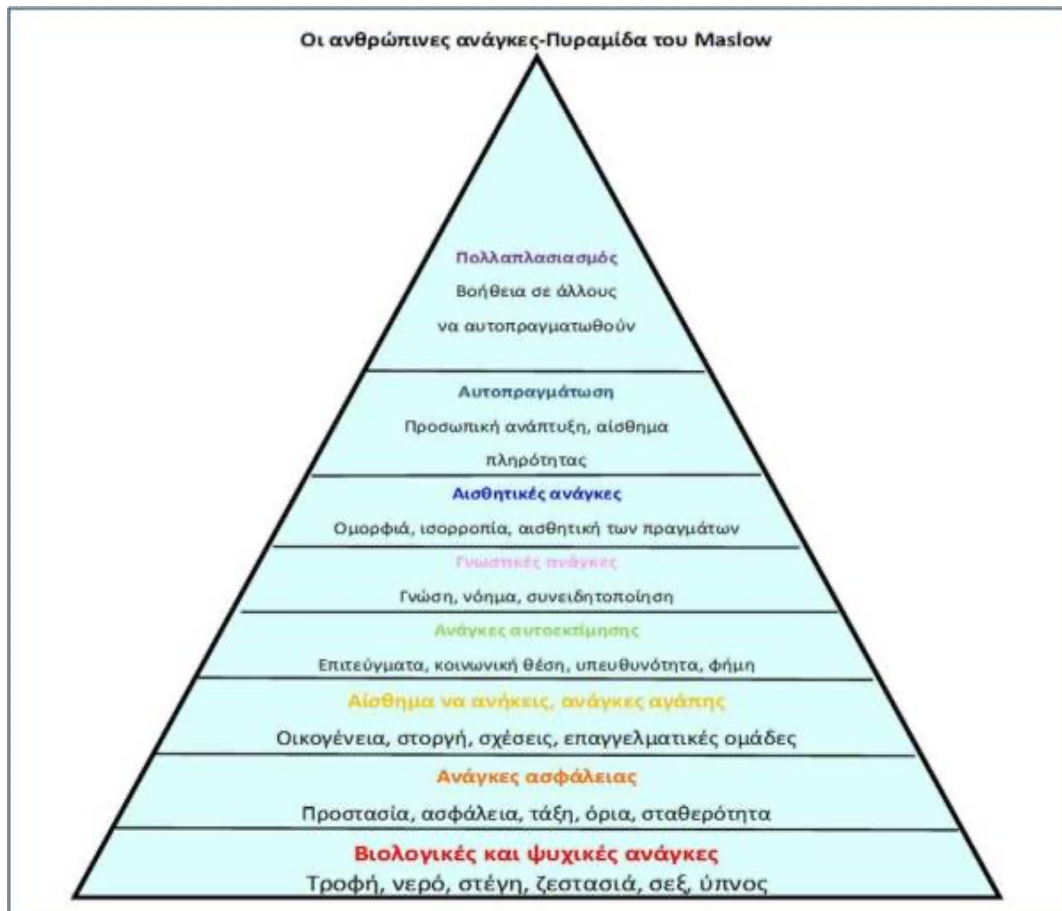 Οι ανθρώπινες ανάγκες-Πυραμίδα του Maslow
Πολλαπλασιασμός
Βοήθεια σε άλλους
να αυτοπραγματωθούν
Αυτοπραγμάτωση
Προσωπική ανάπτυξη, αίσθημα
πληρότητας
Αισθητικές ανάγκες
Ομορφιά, ισορροπία, αισθητική των πραγμάτων
Γνωστικές ανάγκες
Γνώση, νόημα, συνειδητοποίηση
Ανάγκες αυτοεκτίμησης
Επιτεύγματα, κοινωνική θέση, υπευθυνότητα, φήμη
Αίσθημα να ανήκεις, ανάγκες αγάπης
Οικογένεια, στοργή, σχέσεις, επαγγελματικές ομάδες
Ανάγκες ασφάλειας
Προστασία, ασφάλεια, τάξη, όρια, σταθερότητα
Βιολογικές και ψυχικές ανάγκες
Τροφή, νερό, στέγη, ζεστασιά, σεξ, ύπνος